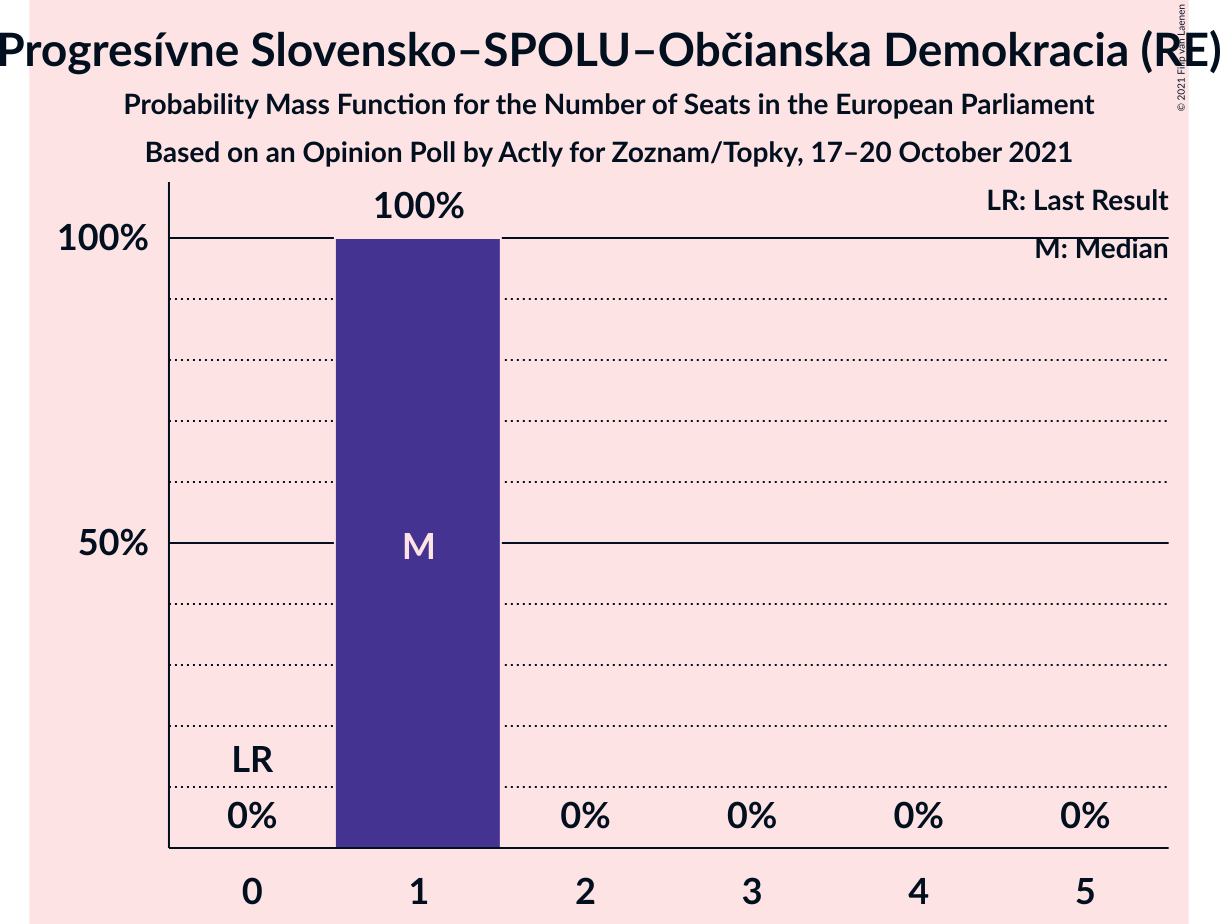 Progresívne Slovensko–SPOLU–Občianska Demokracia (RE)
Probability Mass Function for the Number of Seats in the European Parliament
Based on an Opinion Poll by Actly for Zoznam/Topky, 17–20 October 2021
© 2021 Filip van Laenen
LR: Last Result
M: Median
100%
100%
50%
M
LR
0%
0%
0%
0%
0%
0
1
2
3
4
5